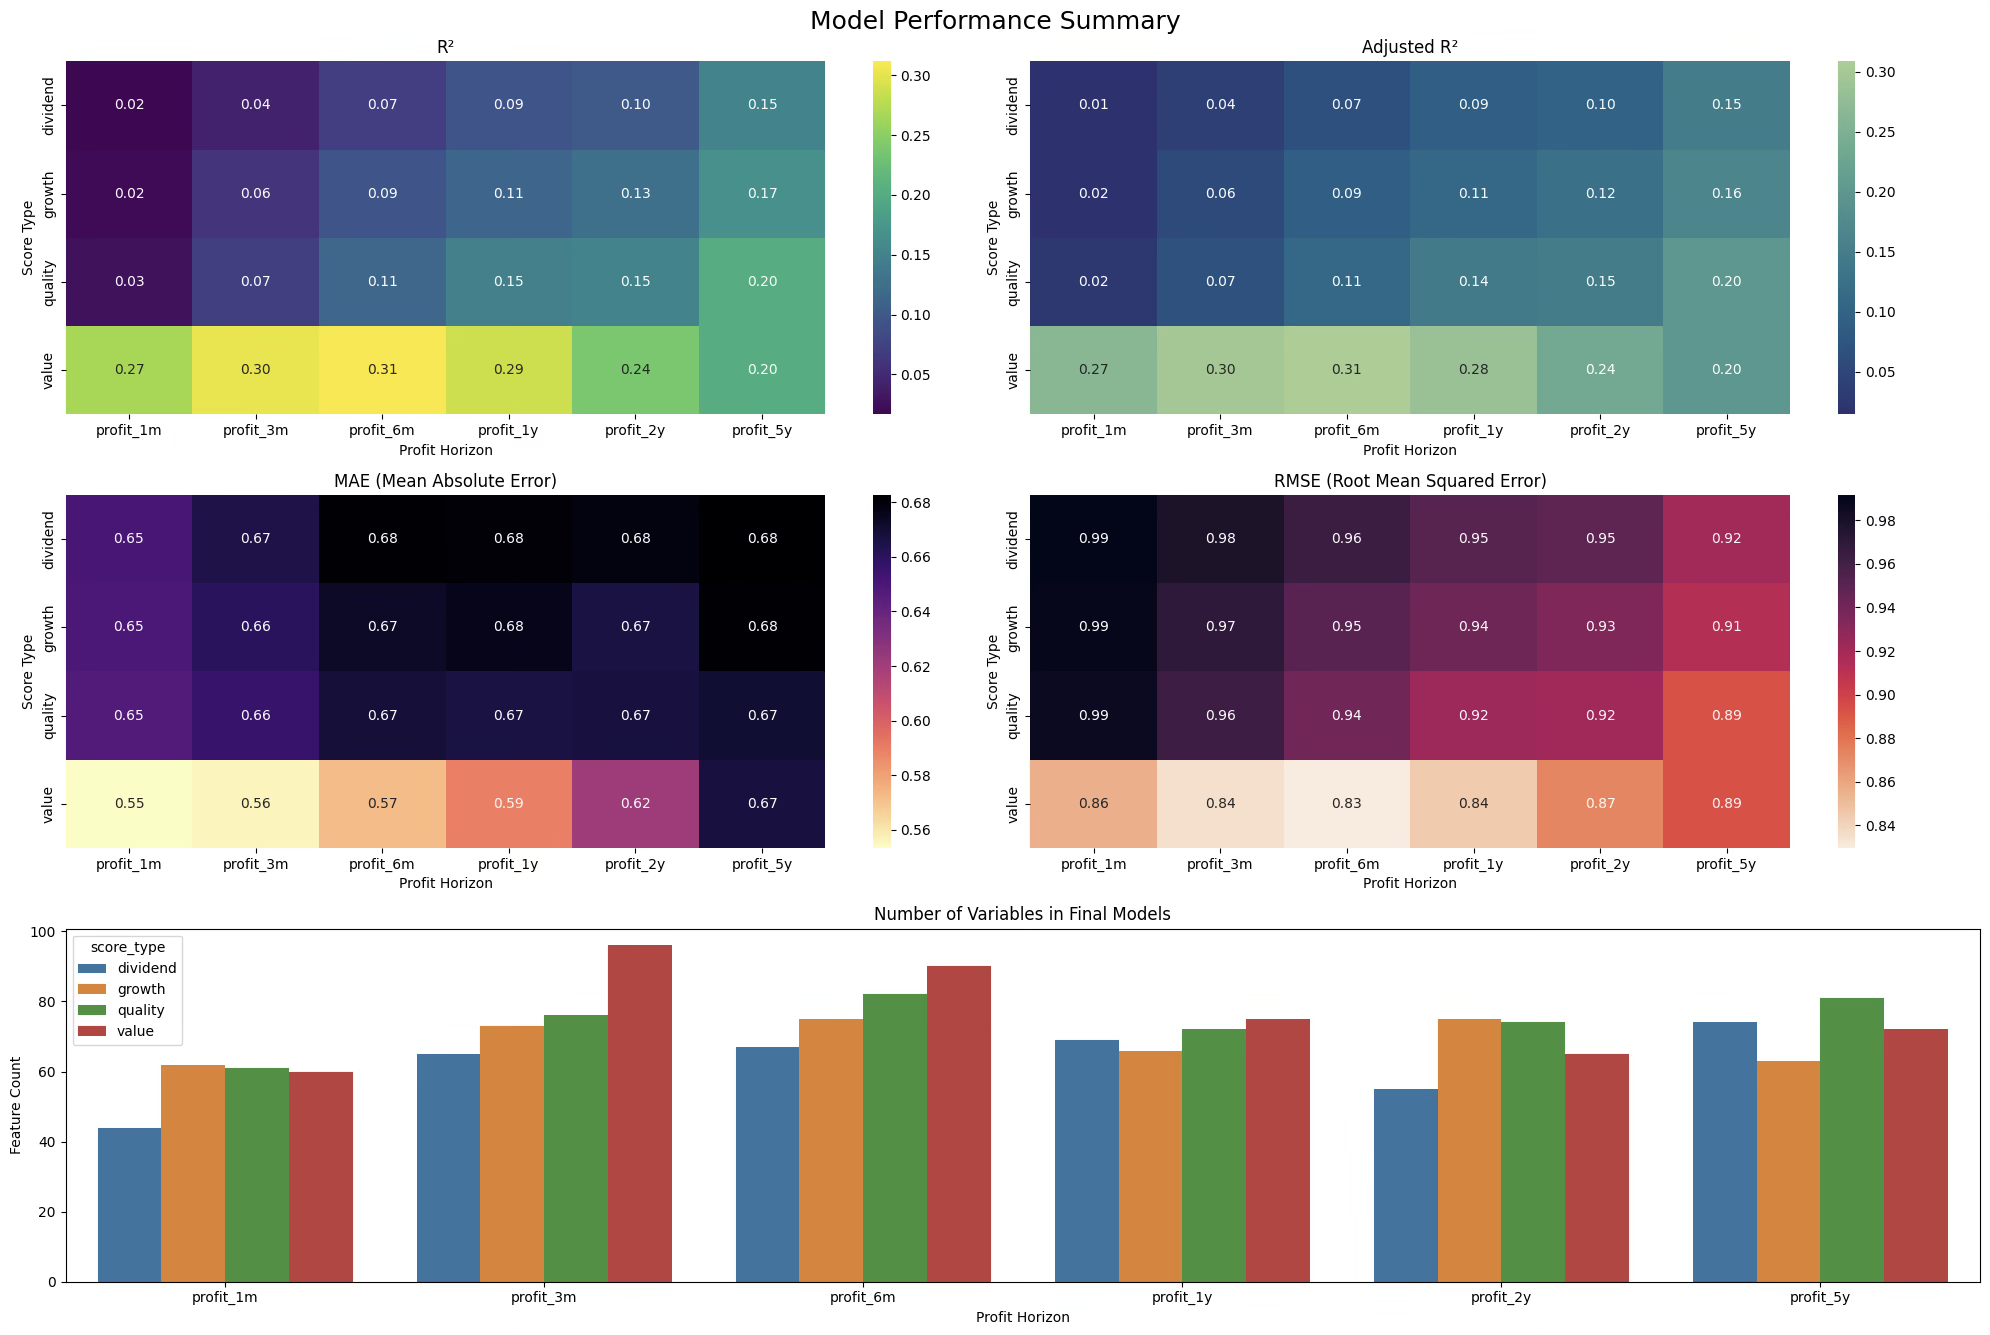 Model Performance Summary
R²
Score Type
dividend
growth
quality
value
0.02 0.04 0.07 0.09 0.10 0.15
0.02 0.06 0.09 0.11 0.13 0.17
0.03 0.07 0.11 0.15 0.15 0.20
0.27 0.30 0.31 0.29 0.24 0.20
profit_1m profit_3m profit_6m profit_1y profit_2y profit_5y
Profit Horizon
0.30
0.25
0.20
0.15
0.10
0.05
Adjusted R²
Score Type
dividend
growth
quality
value
0.01 0.04 0.07 0.09 0.10 0.15
0.02 0.06 0.09 0.11 0.12 0.16
0.02 0.07 0.11 0.14 0.15 0.20
0.27 0.30 0.31 0.28 0.24 0.20
profit_1m profit_3m profit_6m profit_1y profit_2y profit_5y
Profit Horizon
0.30
0.25
0.20
0.15
0.10
0.05
MAE (Mean Absolute Error)
Score Type
dividend
growth
quality
value
0.65 0.67 0.68 0.68 0.68 0.68
0.65 0.66 0.67 0.68 0.67 0.68
0.65 0.66 0.67 0.67 0.67 0.67
0.55 0.56 0.57 0.59 0.62 0.67
profit_1m profit_3m profit_6m profit_1y profit_2y profit_5y
Profit Horizon
0.68
0.66
0.64
0.62
0.60
0.58
0.56
RMSE (Root Mean Squared Error)
Score Type
dividend
growth
quality
value
0.99 0.98 0.96 0.95 0.95 0.92
0.99 0.97 0.95 0.94 0.93 0.91
0.99 0.96 0.94 0.92 0.92 0.89
0.86 0.84 0.83 0.84 0.87 0.89
profit_1m profit_3m profit_6m profit_1y profit_2y profit_5y
Profit Horizon
0.98
0.96
0.94
0.92
0.90
0.88
0.86
0.84
Number of Variables in Final Models
Feature Count
100
80
60
40
20
0
score_type
dividend
growth
quality
value
profit_1m profit_3m profit_6m profit_1y profit_2y profit_5y
Profit Horizon